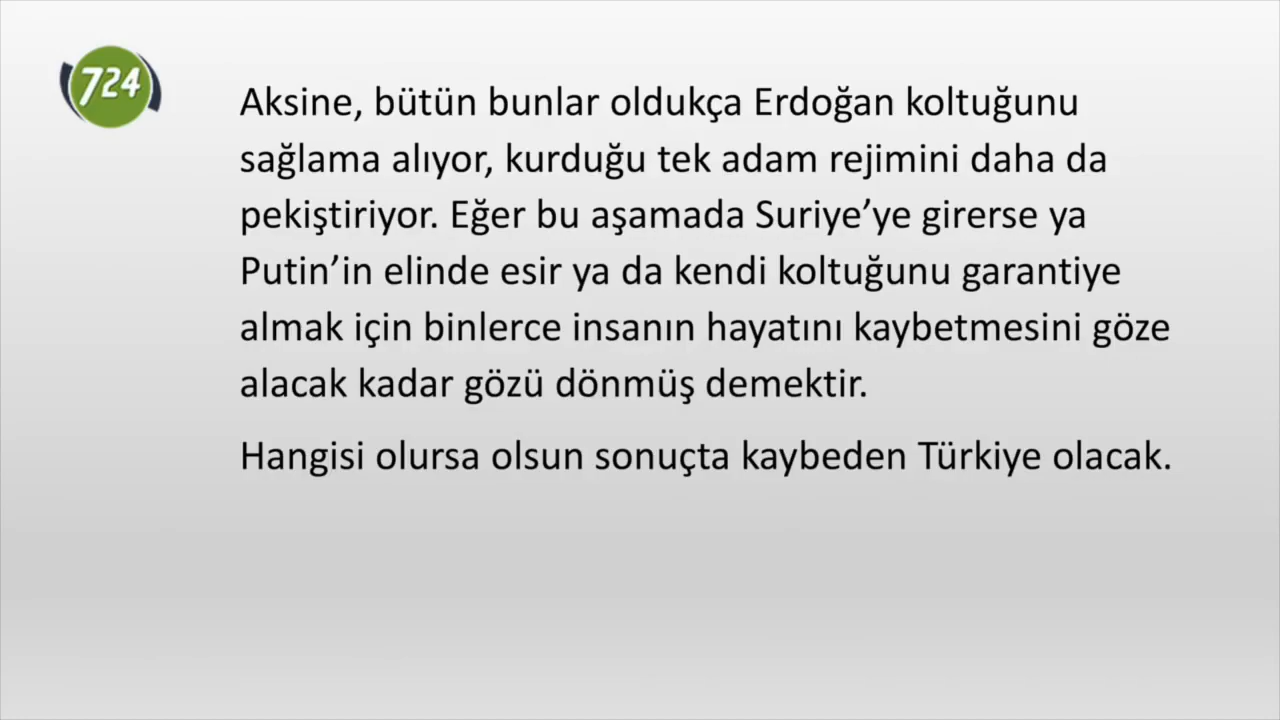 724
Aksine, bütün bunlar oldukça Erdoğan koltuğunu
sağlama alıyor, kurduğu tek adam rejimini daha da
pekiştiriyor. Eğer bu aşamada Suriye’ye girerse ya
Putin’in elinde esir ya da kendi koltuğunu garantiye
almak için binlerce insanın hayatını kaybetmesini göze
alacak kadar gözü dönmüş demektir.
Hangisi olursa olsun sonuçta kaybeden Türkiye olacak.